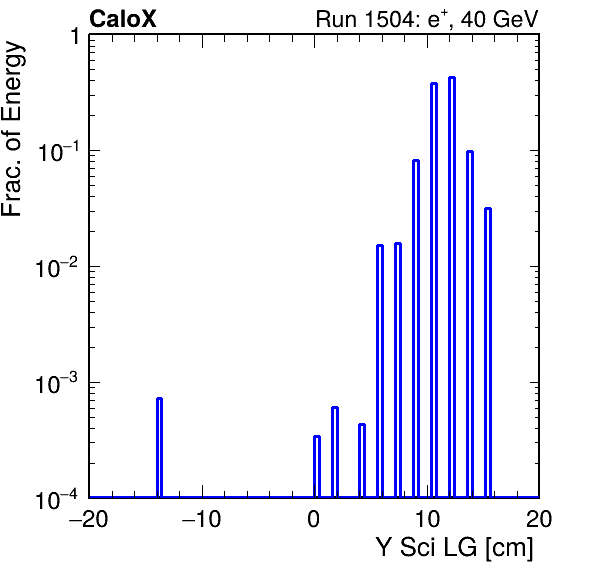 CaloX Run 1504: e⁺, 40 GeV
Frac. of Energy
1
10⁻¹
10⁻²
10⁻³
10⁻⁴
−20 −10 0 10 20
Y Sci LG [cm]